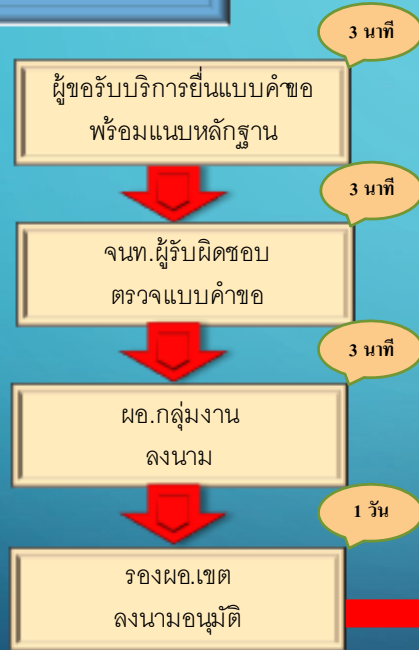 3 นาที
ผู้ขอรับบริการยื่นแบบคำขอ
พร้อมแนบหลักฐาน
3 นาที
จนท.ผู้รับผิดชอบ
ตรวจแบบคำขอ
3 นาที
ผอ.กลุ่มงาน
ลงนาม
1 วัน
รองผอ.เขต
ลงนามอนุมัติ